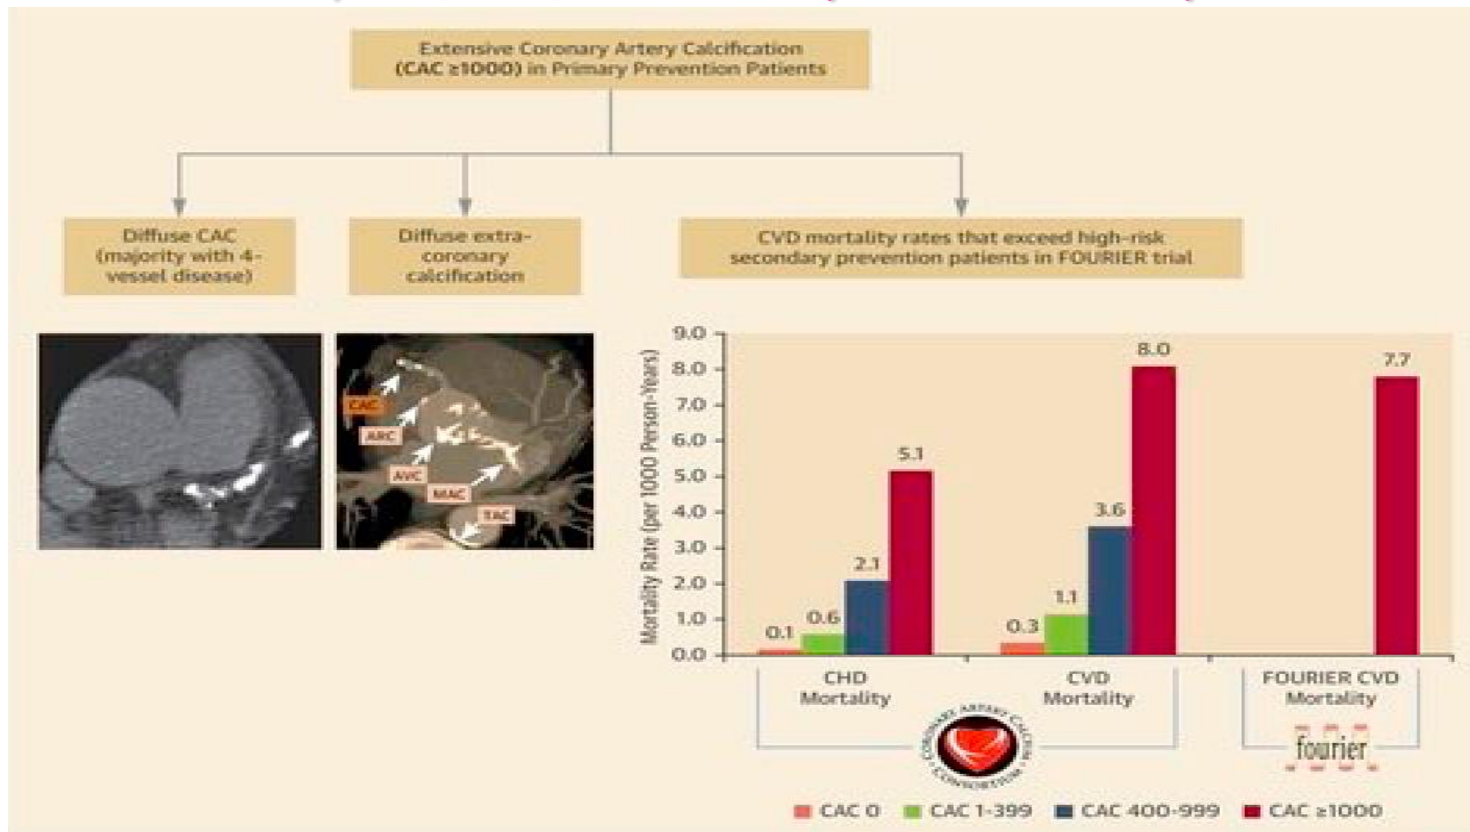 Extensive Coronary Artery Calcification
(CAC ≥1000) in Primary Prevention Patients
Diffuse CAC
(majority with 4-
vessel disease)
Diffuse extra-
coronary
calcification
CVD mortality rates that exceed high-risk
secondary prevention patients in FOURIER trial
CAC
ARC
AVC
MAC
TAC
Mortality Rate (per 1000 Person-Years)
9.0
8.0
7.0
6.0
5.0
4.0
3.0
2.0
1.0
0.0
0.1
0.6
2.1
5.1
0.3
1.1
3.6
8.0
7.7
CHD
Mortality
CVD
Mortality
FOURIER CVD
Mortality
CORONARY ARTERY CALCIUM
CONSORTIUM
fourier
CAC 0
CAC 1-399
CAC 400-999
CAC ≥1000